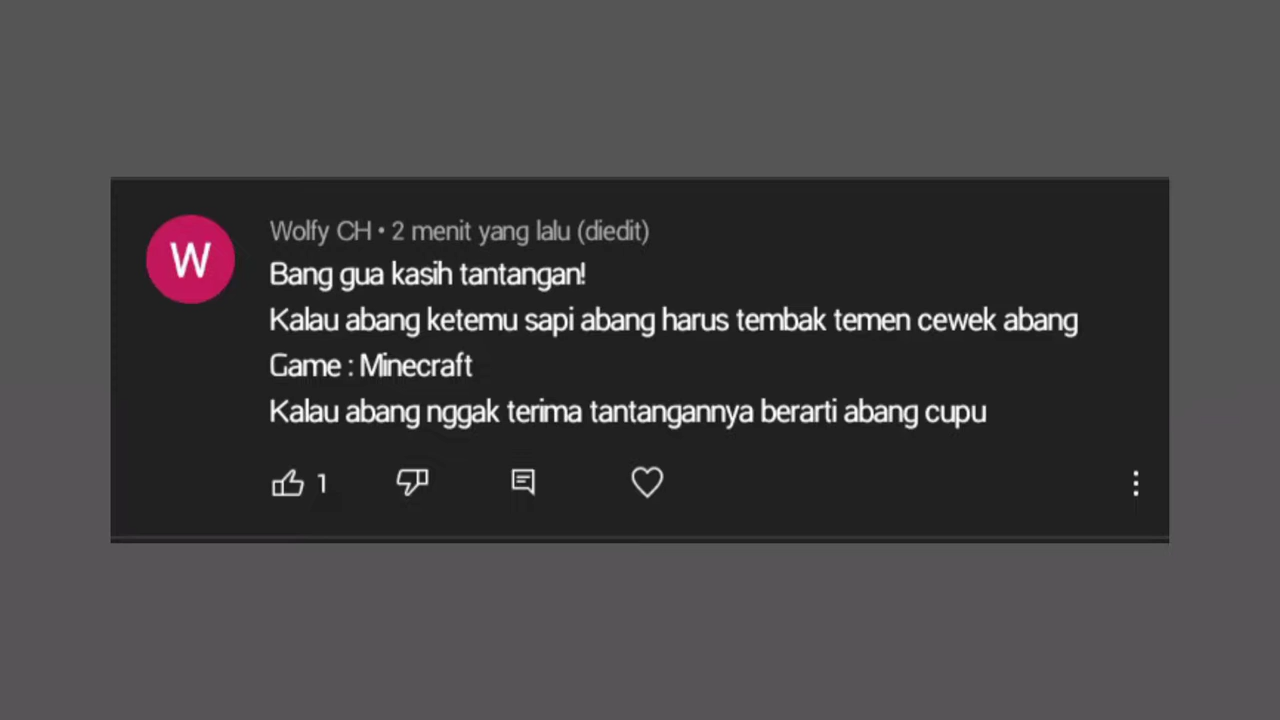 W
Wolfy CH • 2 menit yang lalu (diedit)
Bang gua kasih tantangan!
Kalau abang ketemu sapi abang harus tembak temen cewek abang
Game : Minecraft
Kalau abang nggak terima tantangannya berarti abang cupu
1